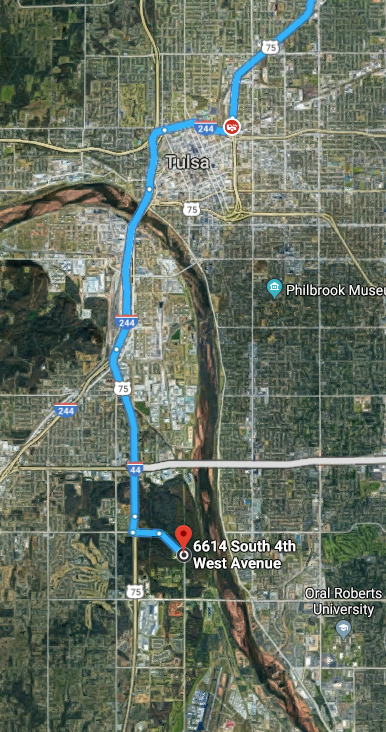 75
244
Tulsa
75
Philbrook Museu
244
75
244
44
6614 South 4th
West Avenue
75
Oral Roberts
University